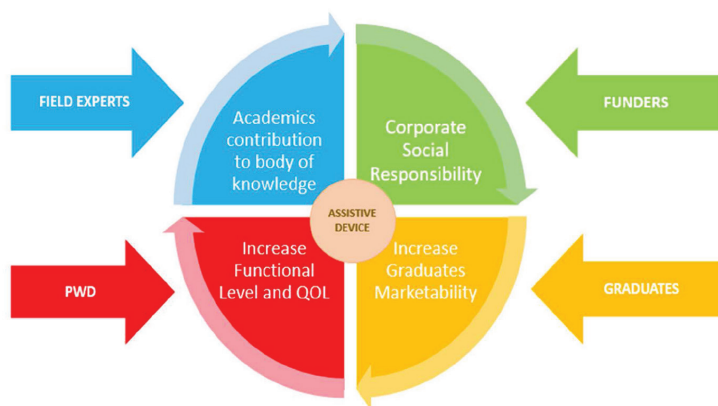 FIELD EXPERTS
Academics
contribution
to body of
knowledge
Corporate
Social
Responsibility
FUNDERS
ASSISTIVE
DEVICE
PWD
Increase
Functional
Level and QOL
Increase
Graduates
Marketability
GRADUATES